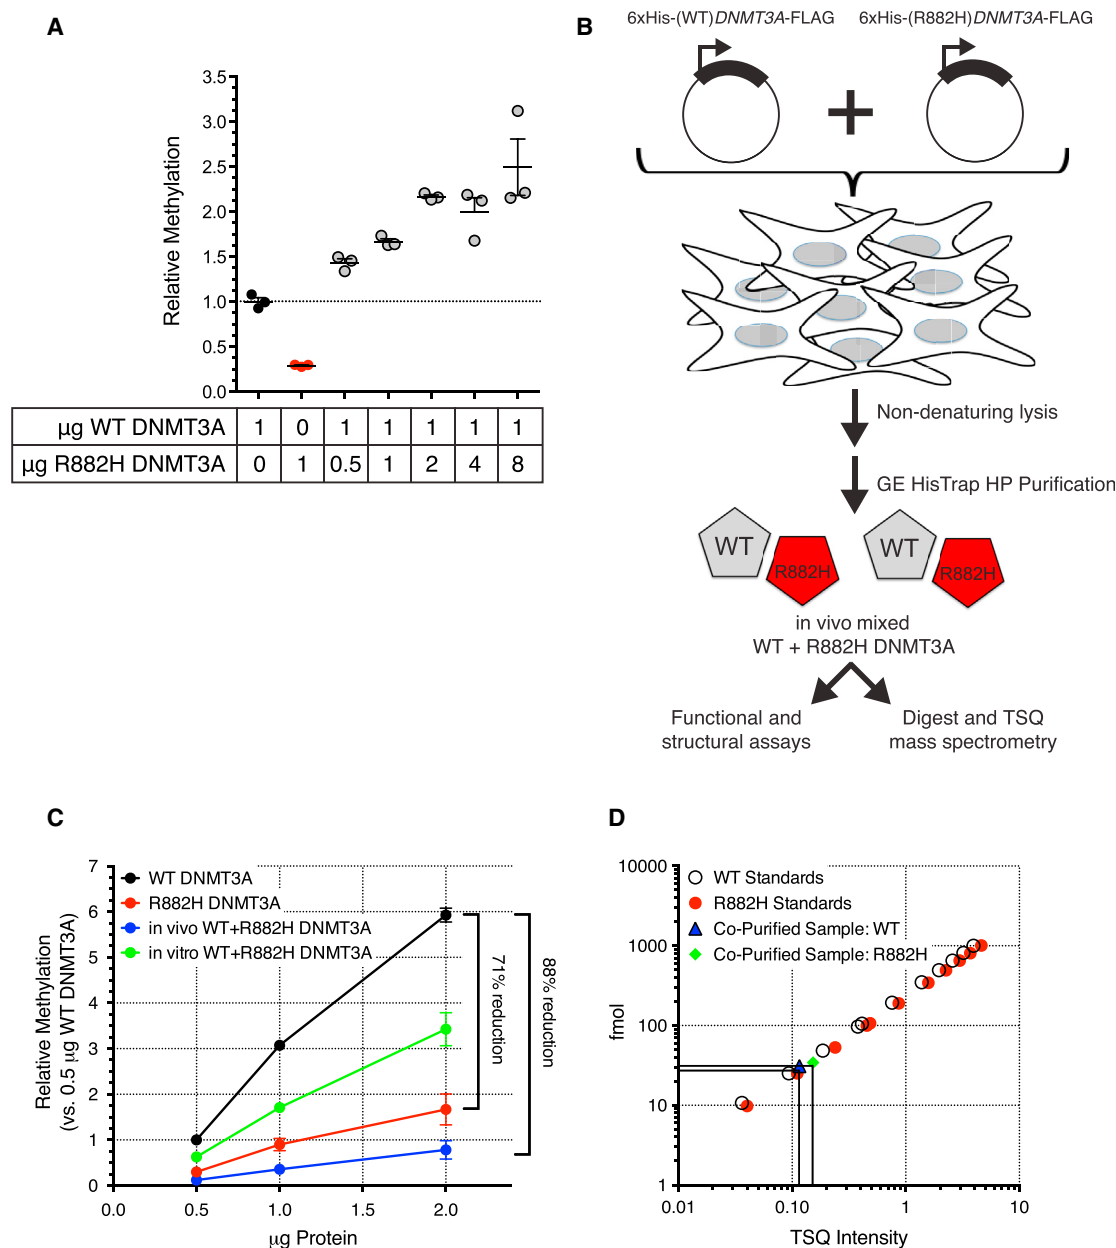 A
3.5
3.0
2.5
2.0
1.5
1.0
0.5
0.0
Relative Methylation
µg WT DNMT3A 1 0 1 1 1 1 1
µg R882H DNMT3A 0 1 0.5 1 2 4 8
B
6xHis-(WT)DNMT3A-FLAG
6xHis-(R882H)DNMT3A-FLAG
+
Non-denaturing lysis
GE HisTrap HP Purification
WT
R882H
WT
R882H
in vivo mixed
WT + R882H DNMT3A
Functional and
structural assays
Digest and TSQ
mass spectrometry
C
7
6
5
4
3
2
1
0
Relative Methylation
(vs. 0.5 µg WT DNMT3A)
WT DNMT3A
R882H DNMT3A
in vivo WT+R882H DNMT3A
in vitro WT+R882H DNMT3A
71% reduction
88% reduction
0.0 0.5 1.0 1.5 2.0
µg Protein
D
10000
1000
100
10
1
fmol
WT Standards
R882H Standards
Co-Purified Sample: WT
Co-Purified Sample: R882H
0.01 0.10 1 10
TSQ Intensity